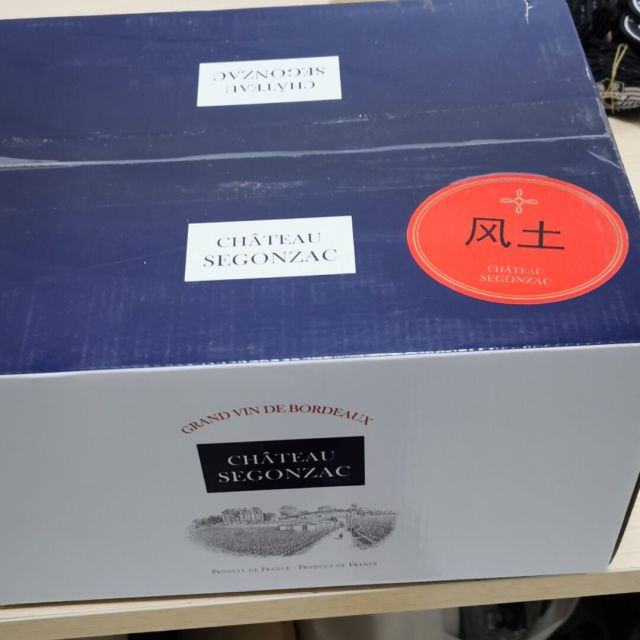 CHÂTEAU
SEGONZAC
CHÂTEAU
SEGONZAC
风土
CHÂTEAU
SEGONZAC
GRAND VIN DE BORDEAUX
CHÂTEAU
SEGONZAC
PRODUIT DE FRANCE / PRODUCT OF FRANCE